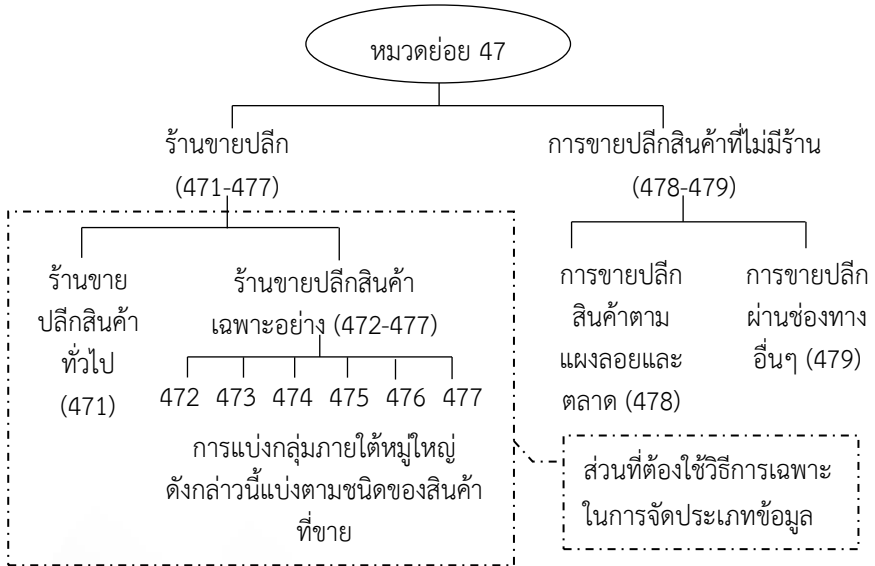 หมวดย่อย 47
ร้านขายปลีก
(471-477)
การขายปลีกสินค้าที่ไม่มีร้าน
(478-479)
ร้านขาย
ปลีกสินค้า
ทั่วไป
(471)
ร้านขายปลีกสินค้า
เฉพาะอย่าง (472-477)
472 473 474 475 476 477
การแบ่งกลุ่มภายใต้หมู่ใหญ่
ดังกล่าวนี้แบ่งตามชนิดของสินค้า
ที่ขาย
การขายปลีก
สินค้าตาม
แผงลอยและ
ตลาด (478)
การขายปลีก
ผ่านช่องทาง
อื่นๆ (479)
ส่วนที่ต้องใช้วิธีการเฉพาะ
ในการจัดประเภทข้อมูล